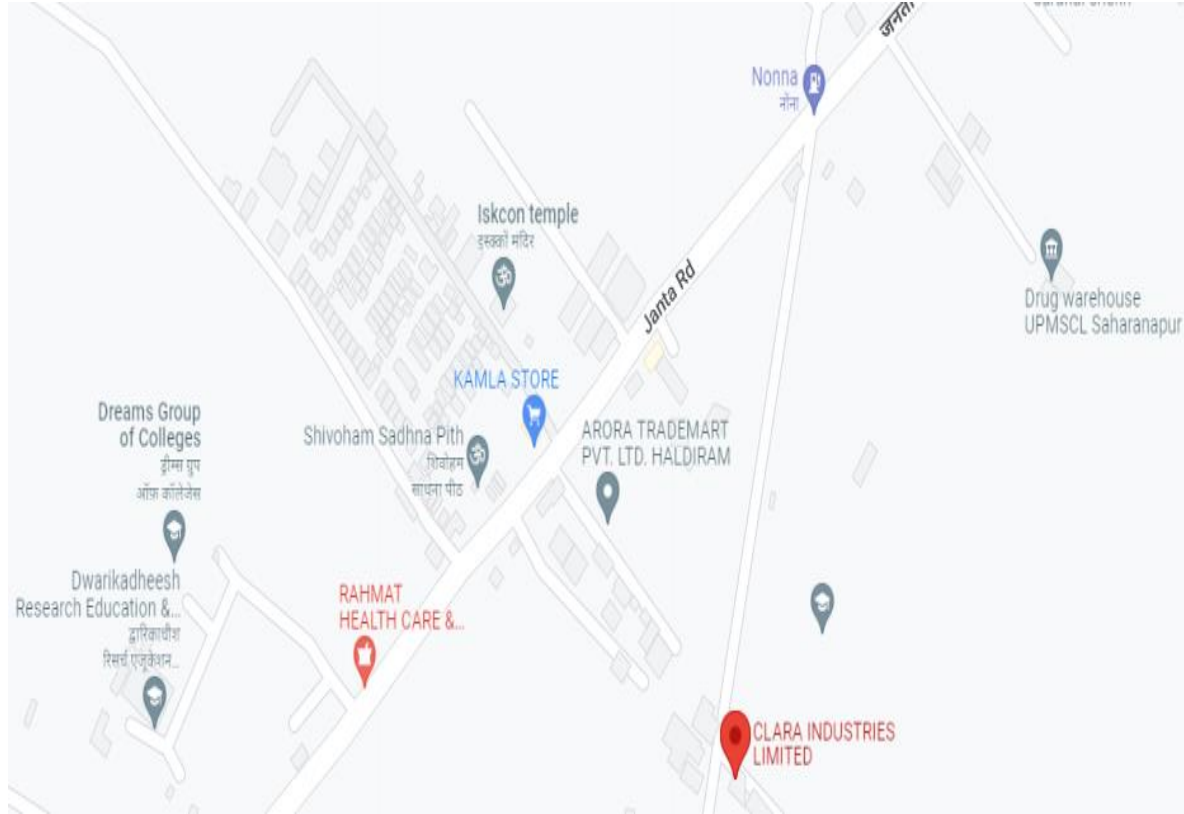 जनता
Nonna
नोंना
Iskcon temple
इस्कॉ मंदिर
Janta Rd
Drug warehouse
UPMSCL Saharanapur
KAMLA STORE
Dreams Group
of Colleges
ड्रीम्स ग्रुप
ऑफ़ कॉलेजेस
Shivoham Sadhna Pith
शिवोहम
साधना पीठ
ARORA TRADEMART
PVT. LTD. HALDIRAM
Dwarikadheesh
Research Education &...
द्वारिकाधीश
रिसर्च एजूकेशन...
RAHMAT
HEALTH CARE &...
CLARA INDUSTRIES
LIMITED